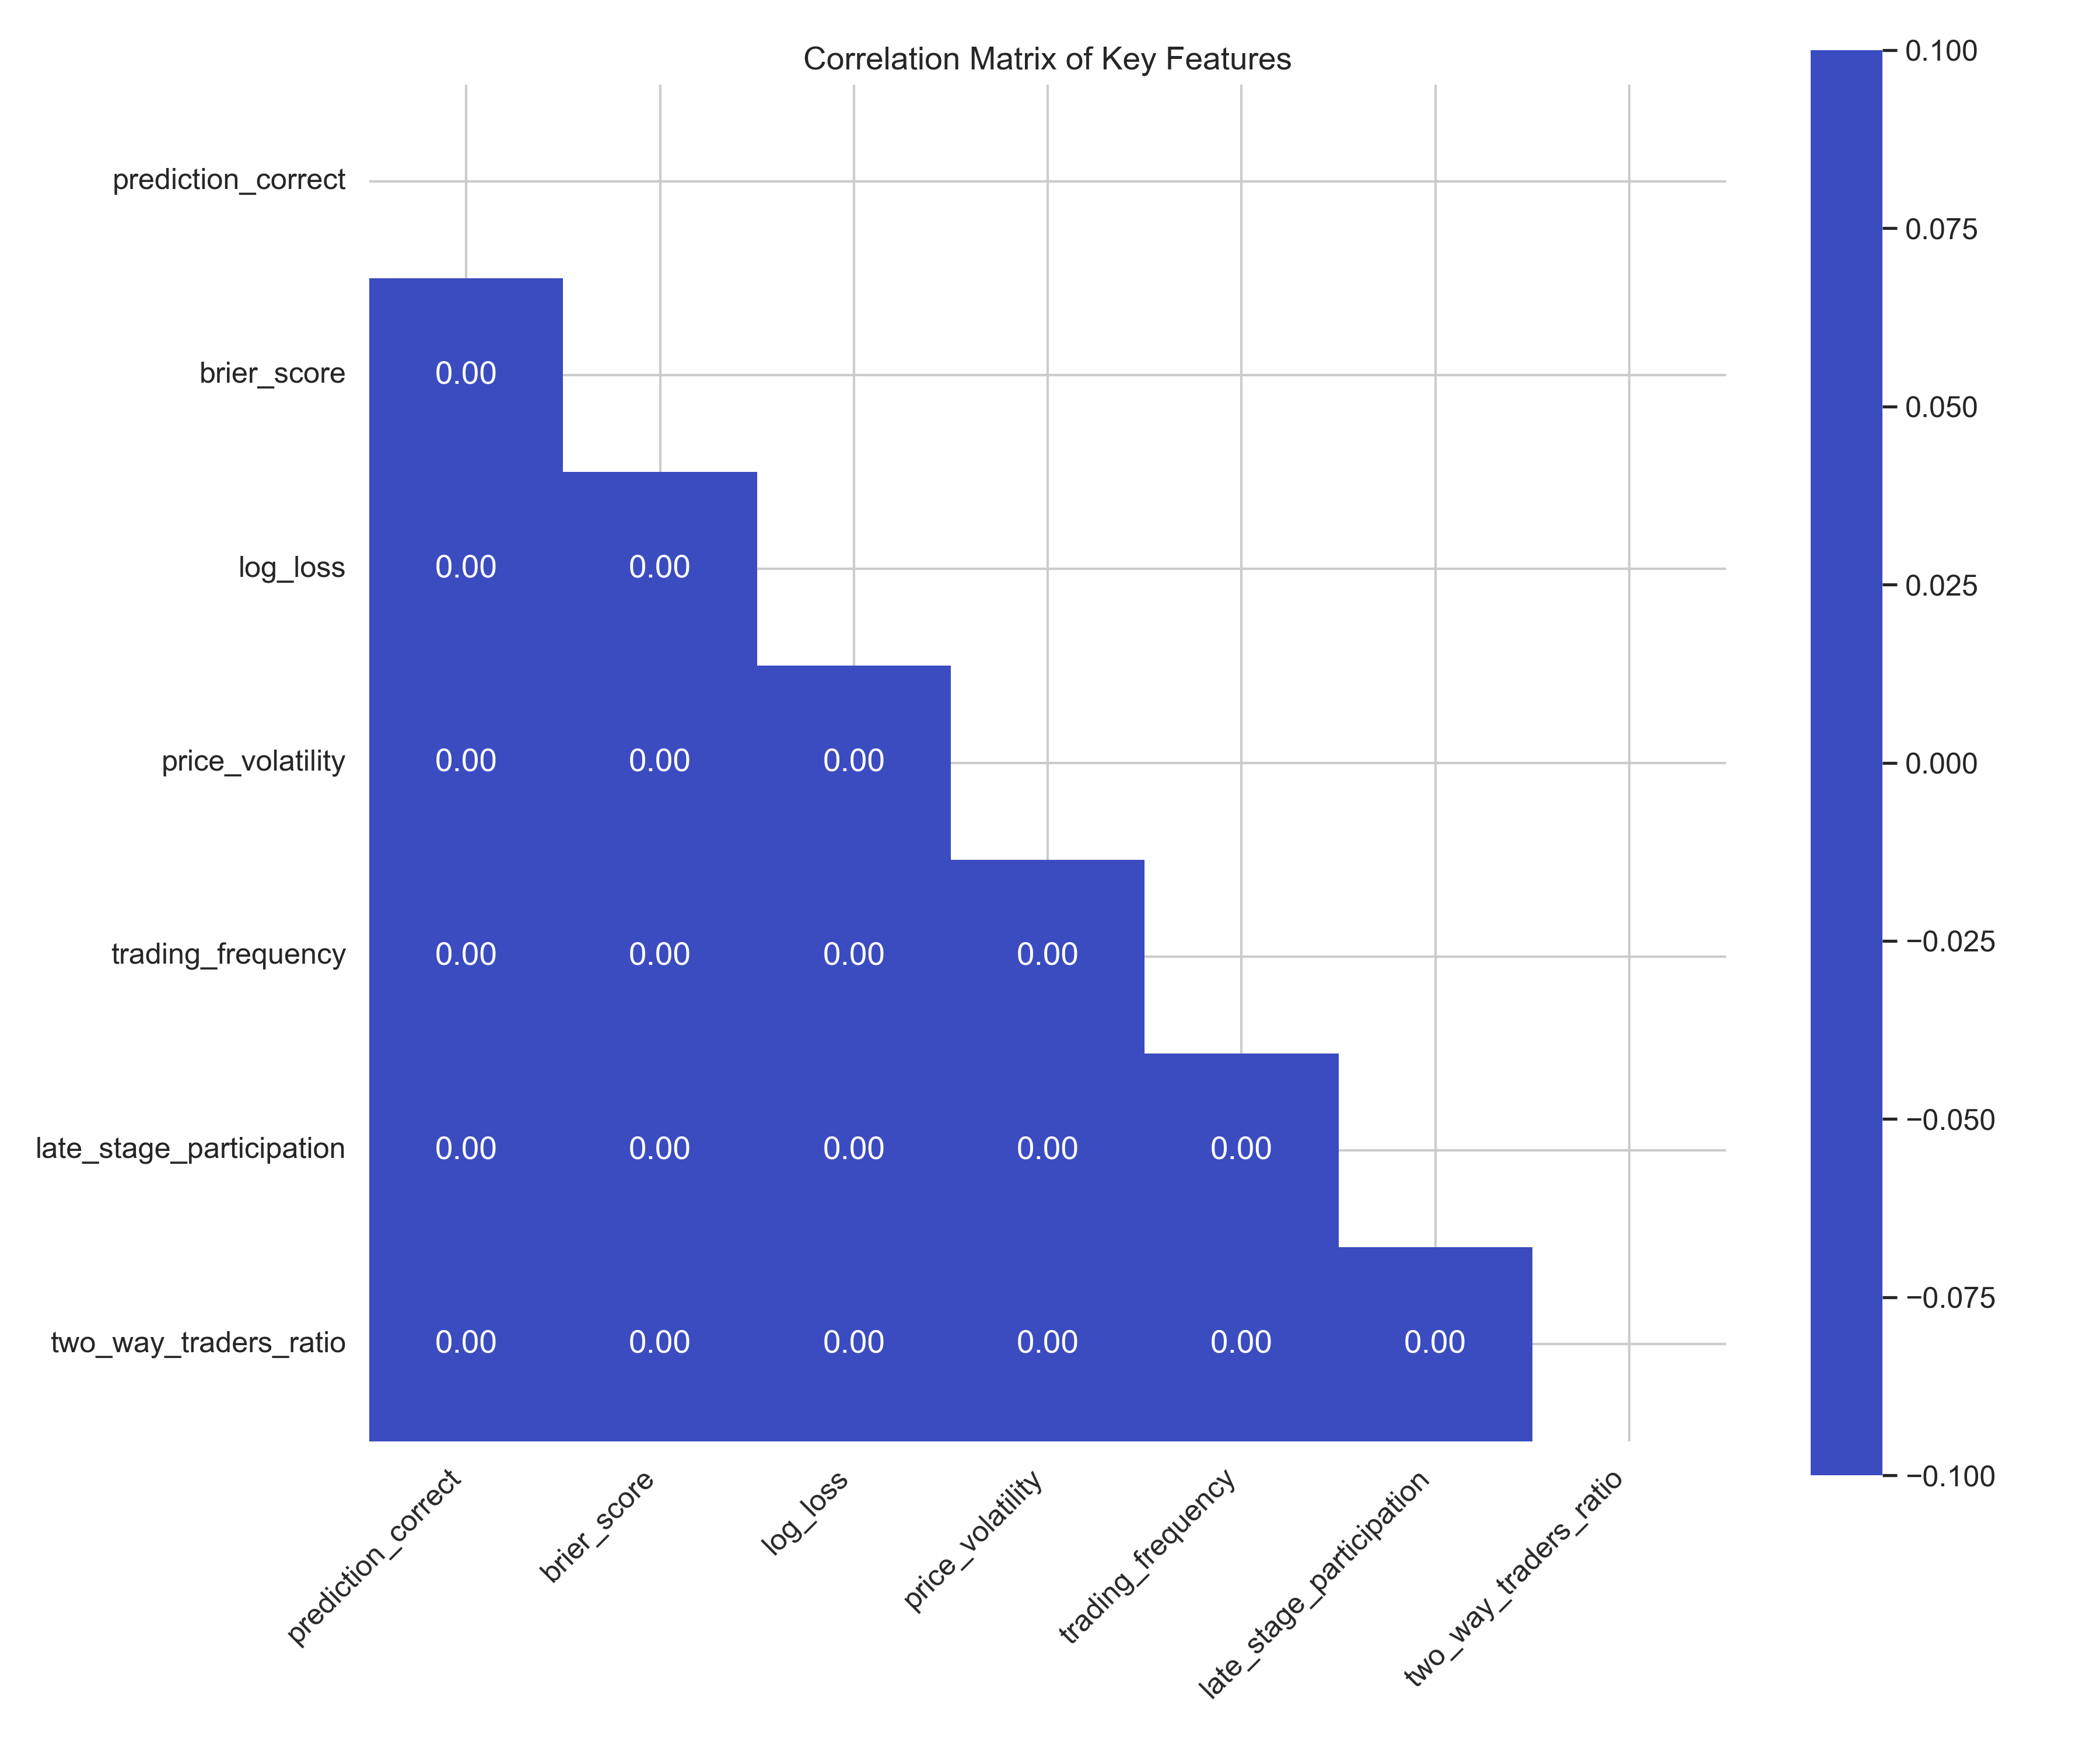 Correlation Matrix of Key Features
prediction_correct
brier_score 0.00
log_loss 0.00 0.00
price_volatility 0.00 0.00 0.00
trading_frequency 0.00 0.00 0.00 0.00
late_stage_participation 0.00 0.00 0.00 0.00 0.00
two_way_traders_ratio 0.00 0.00 0.00 0.00 0.00 0.00
prediction_correct
brier_score
log_loss
price_volatility
trading_frequency
late_stage_participation
two_way_traders_ratio
0.100
0.075
0.050
0.025
0.000
−0.025
−0.050
−0.075
−0.100